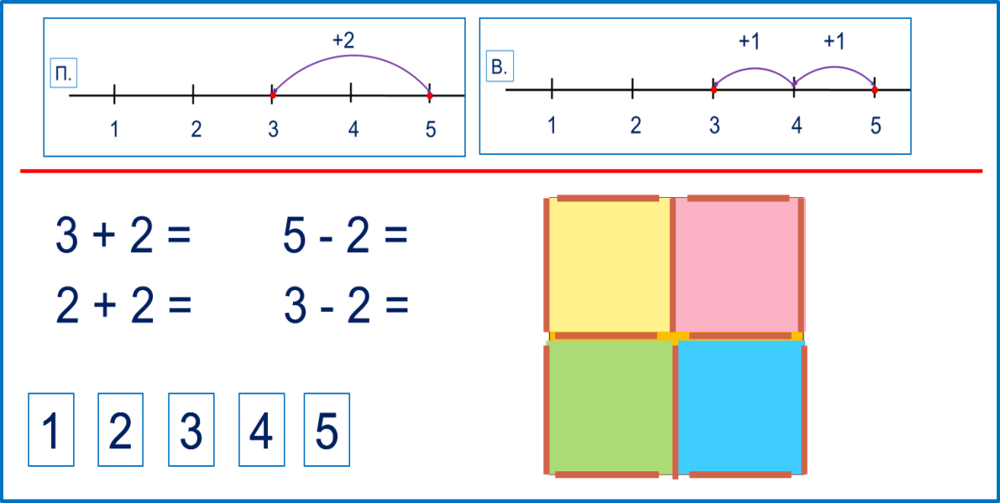 +2
П.
1 2 3 4 5
+1 +1
В.
1 2 3 4 5
3 + 2 = 5 - 2 =
2 + 2 = 3 - 2 =
1 2 3 4 5